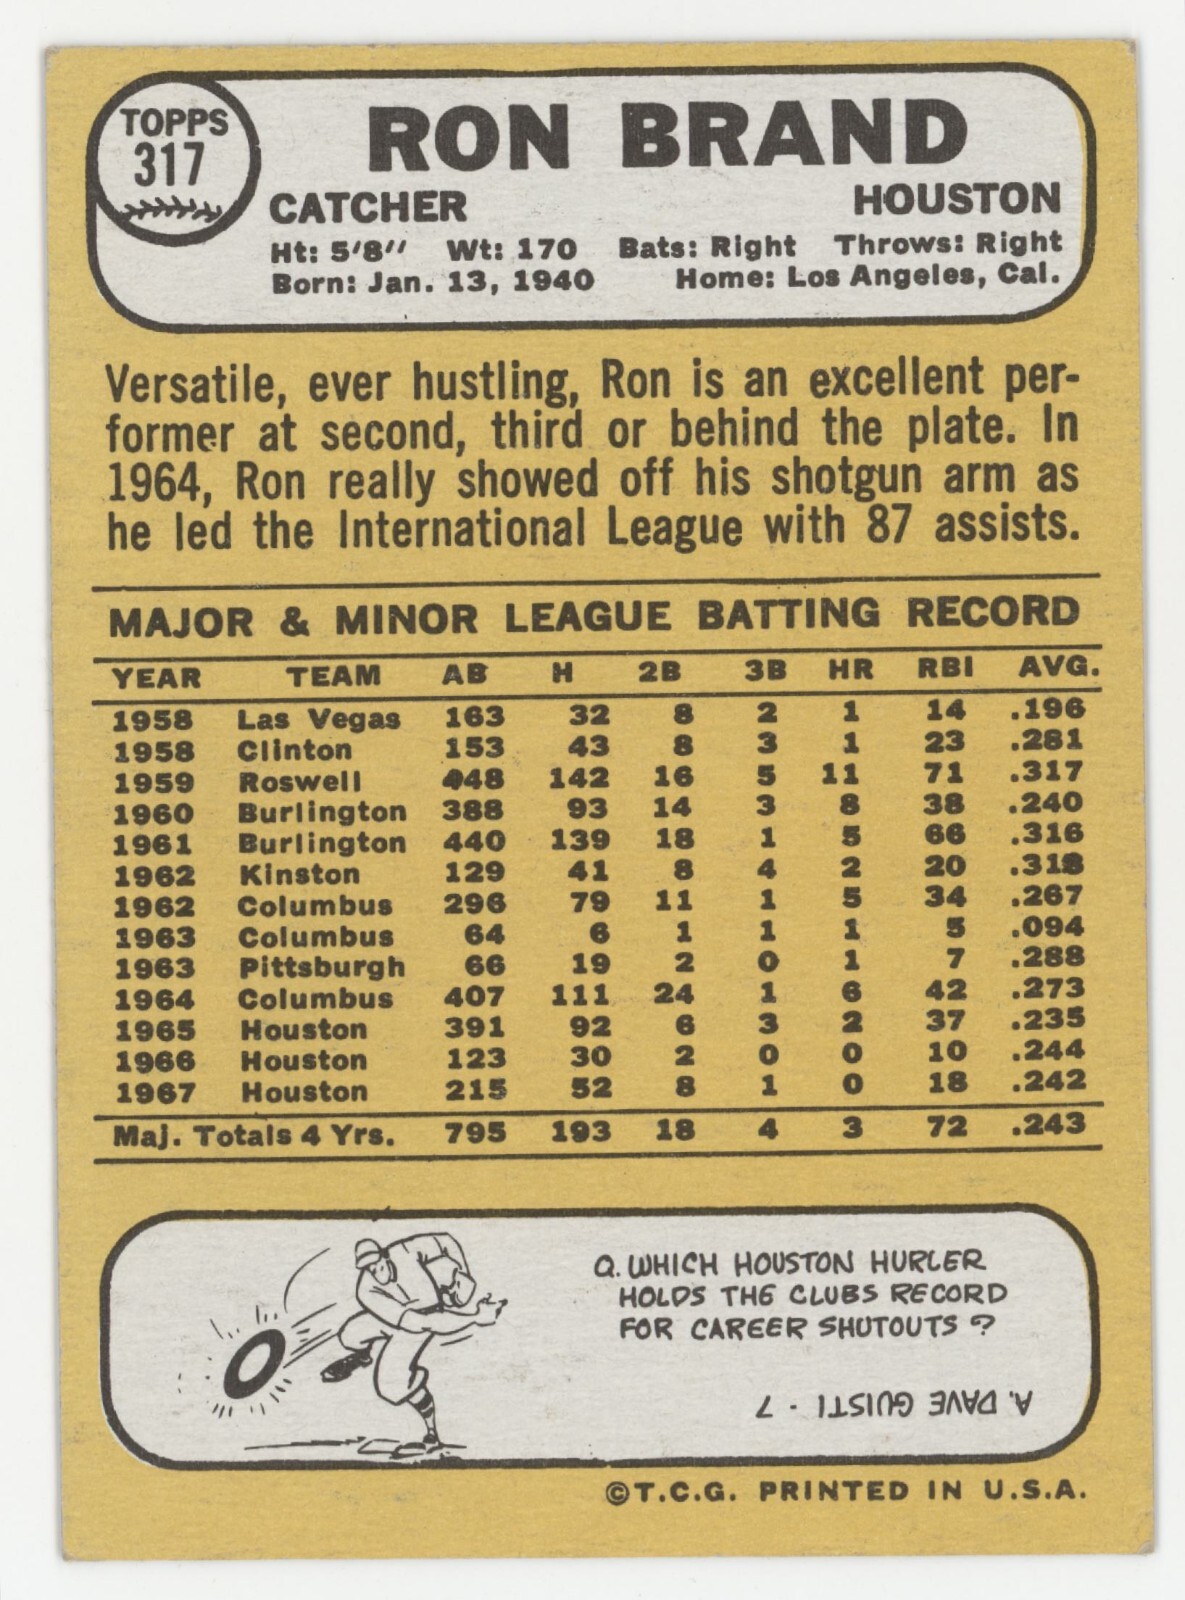 TOPPS
317
RON BRAND
CATCHER HOUSTON
Ht: 5'8" Wt: 170 Bats: Right Throws: Right
Born: Jan. 13, 1940 Home: Los Angeles, Cal.
Versatile, ever hustling, Ron is an excellent per-
former at second, third or behind the plate. In
1964, Ron really showed off his shotgun arm as
he led the International League with 87 assists.
MAJOR & MINOR LEAGUE BATTING RECORD
YEAR TEAM AB H 2B 3B HR RBI AVG.
1958 Las Vegas 163 32 8 2 1 14 .196
1958 Clinton 153 43 8 3 1 23 .281
1959 Roswell 448 142 16 5 11 71 .317
1960 Burlington 388 93 14 3 8 38 .240
1961 Burlington 440 139 18 1 5 66 .316
1962 Kinston 129 41 8 4 2 20 .318
1962 Columbus 296 79 11 1 5 34 .267
1963 Columbus 64 6 1 1 1 5 .094
1963 Pittsburgh 66 19 2 0 1 7 .288
1964 Columbus 407 111 24 1 6 42 .273
1965 Houston 391 92 6 3 2 37 .235
1966 Houston 123 30 2 0 0 10 .244
1967 Houston 215 52 8 1 0 18 .242
Maj. Totals 4 Yrs. 795 193 18 4 3 72 .243
Q. WHICH HOUSTON HURLER
HOLDS THE CLUBS RECORD
FOR CAREER SHUTOUTS?
A. DAVE GUISTI - 7
©T.C.G. PRINTED IN U.S.A.